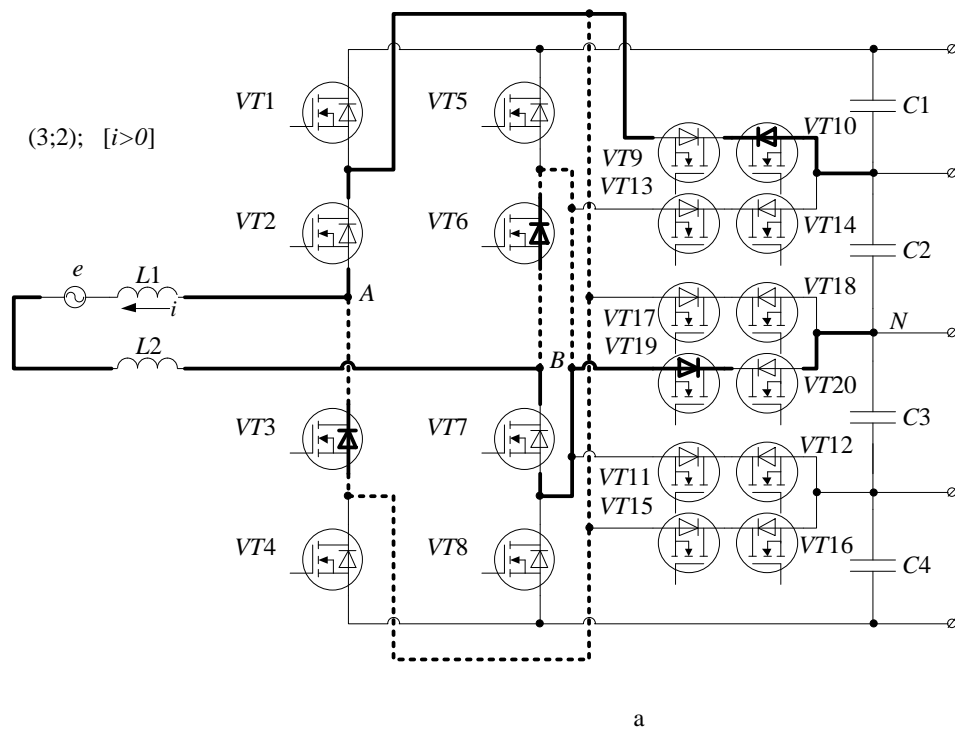 VT1
VT5
C1
(3;2); [i>0]
VT9
VT10
VT13
VT2
VT6
VT14
C2
e
L1
A
i
VT18
VT17
N
L2
B
VT19
VT20
VT3
VT7
C3
VT12
VT11
VT15
VT4
VT8
VT16
C4
a